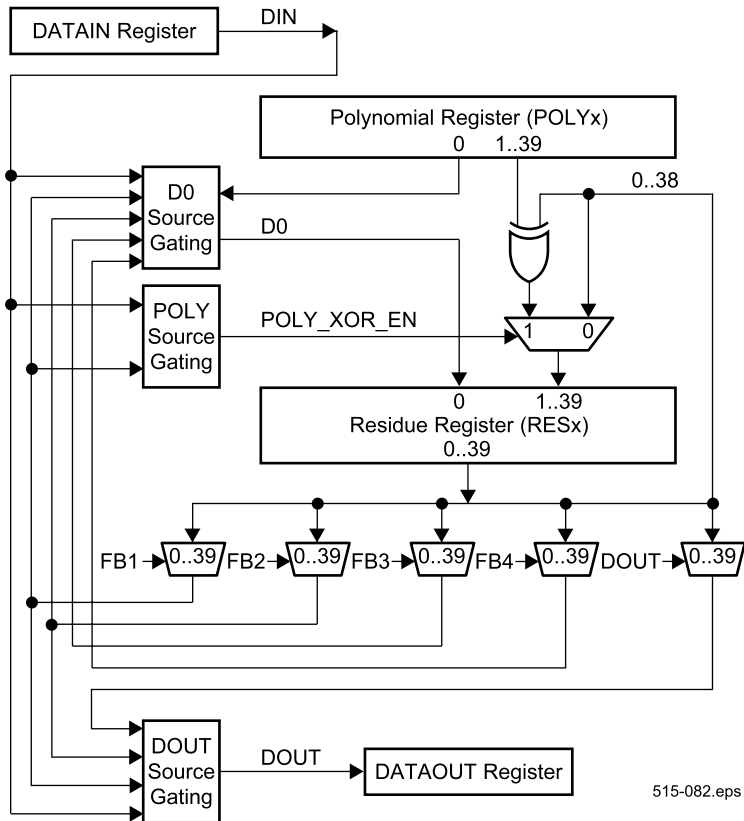 DATAIN Register
DIN
Polynomial Register (POLYx)
0 1..39
0..38
D0
Source
Gating
D0
POLY
Source
Gating
POLY_XOR_EN
1 0
0 1..39
Residue Register (RESx)
0..39
FB1 0..39 FB2 0..39 FB3 0..39 FB4 0..39 DOUT 0..39
DOUT
Source
Gating
DOUT
DATAOUT Register
515-082.eps